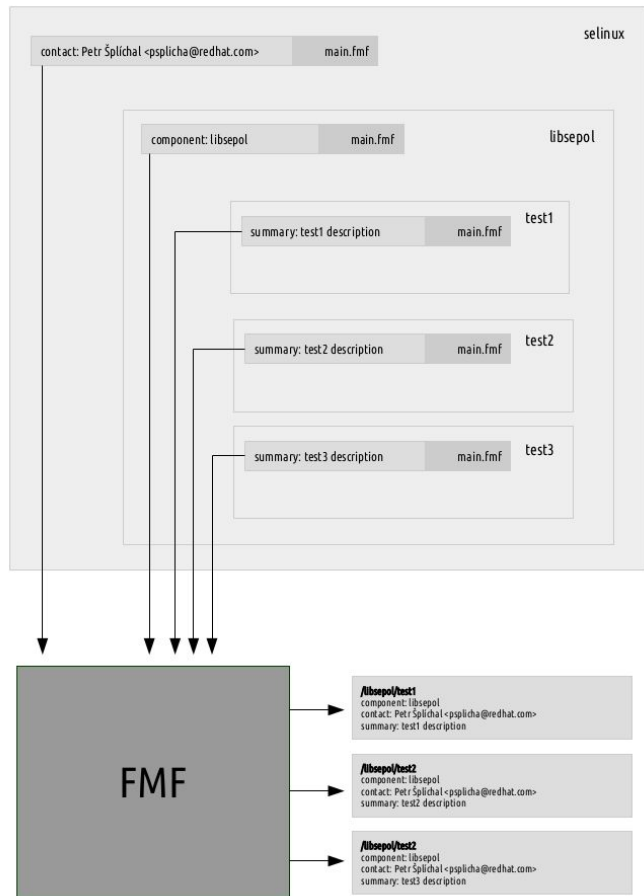 selinux
contact: Petr Šplíchal <psplicha@redhat.com> main.fmf
libsepol
component: libsepol main.fmf
test1
summary: test1 description main.fmf
test2
summary: test2 description main.fmf
test3
summary: test3 description main.fmf
FMF
/libsepol/test1
component: libsepol
contact: Petr Šplíchal <psplicha@redhat.com>
summary: test1 description
/libsepol/test2
component: libsepol
contact: Petr Šplíchal <psplicha@redhat.com>
summary: test2 description
/libsepol/test2
component: libsepol
contact: Petr Šplíchal <psplicha@redhat.com>
summary: test3 description